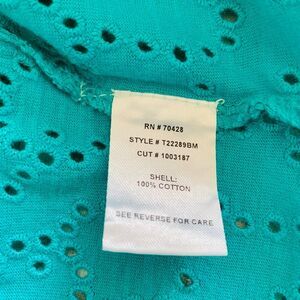 RN # 70428
STYLE # T22289BM
CUT # 1003187
SHELL:
100% COTTON
SEE REVERSE FOR CARE